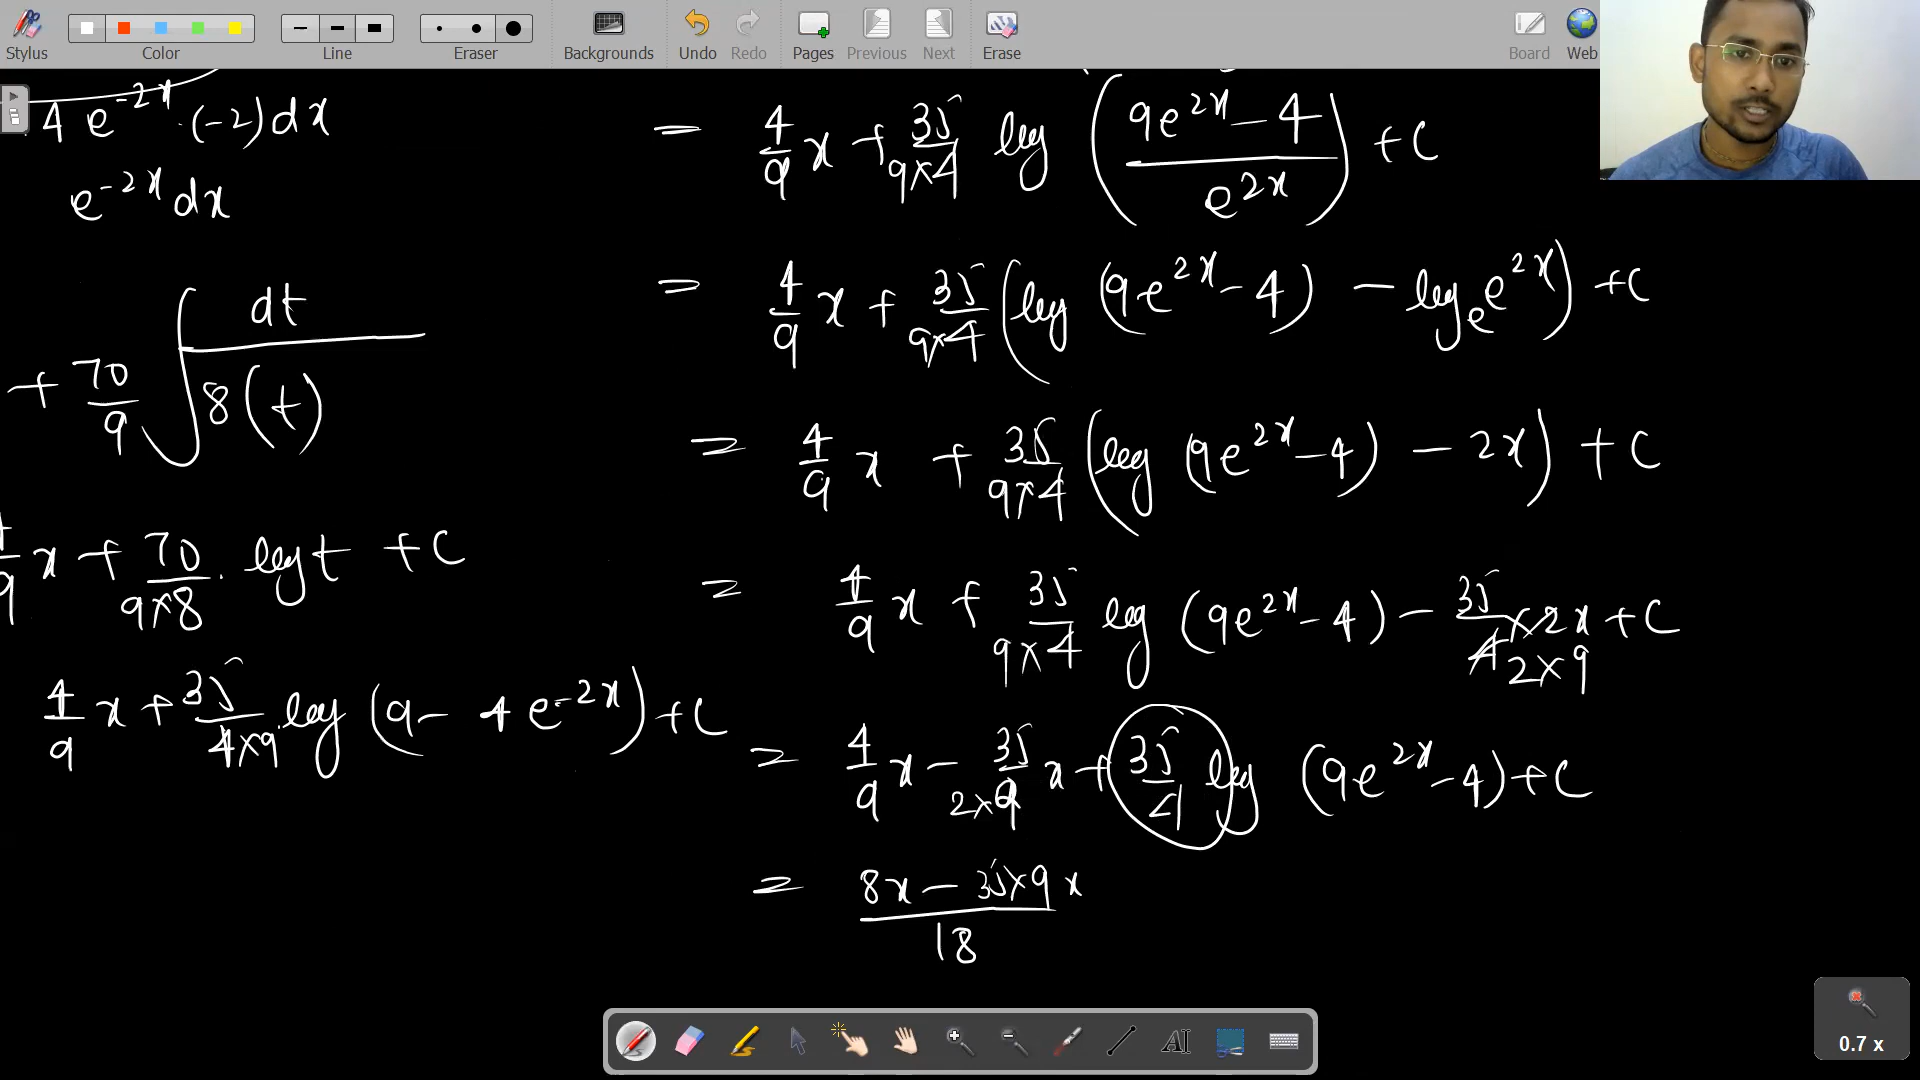 Stylus Color Line Eraser Backgrounds Undo Redo Pages Previous Next Erase Board Web
4 e^{-2x} · (-2) dx
e^{-2x} dx
+ 70/9 ∫ dt / 8(t)
x + 70/(9×8) · log t + C
4/9 x + 35/(4×9) · log (9 - 4e^{-2x}) + C
= 4/9 x + 35/(9×4) log ((9e^{2x} - 4)/e^{2x}) + C
= 4/9 x + 35/(9×4) (log (9e^{2x} - 4) - log_e e^{2x}) + C
= 4/9 x + 35/(9×4) (log (9e^{2x} - 4) - 2x) + C
= 4/9 x + 35/(9×4) log (9e^{2x} - 4) - 35/(4 2×9) × 2x + C
= 4/9 x - 35/(2×9) x + 35/4 log (9e^{2x} - 4) + C
= (8x - 35×9 x)/18
AI
0.7 x